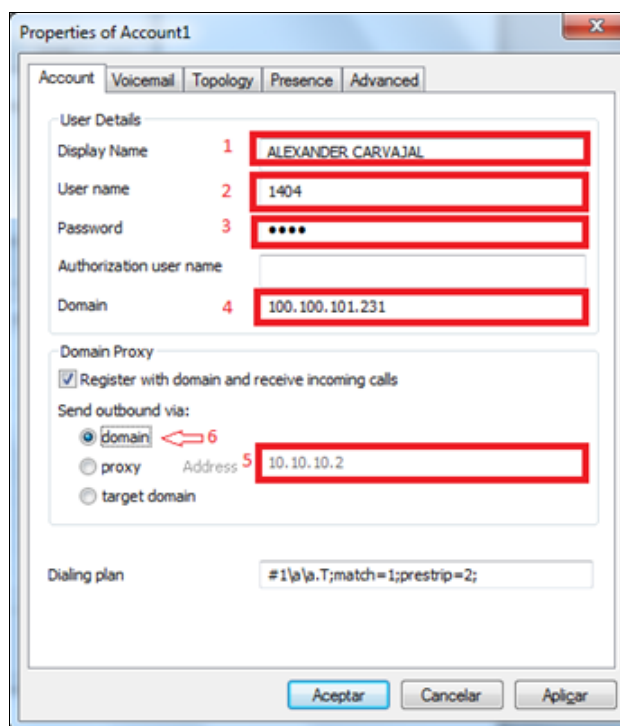 Properties of Account1
Account Voicemail Topology Presence Advanced
User Details
Display Name 1 ALEXANDER CARVAJAL
User name 2 1404
Password 3 ••••
Authorization user name
Domain 4 100.100.101.231
Domain Proxy
Register with domain and receive incoming calls
Send outbound via:
domain 6
proxy Address 5 10.10.10.2
target domain
Dialing plan #1\a\a.T;match=1;prestrip=2;
Aceptar Cancelar Aplicar